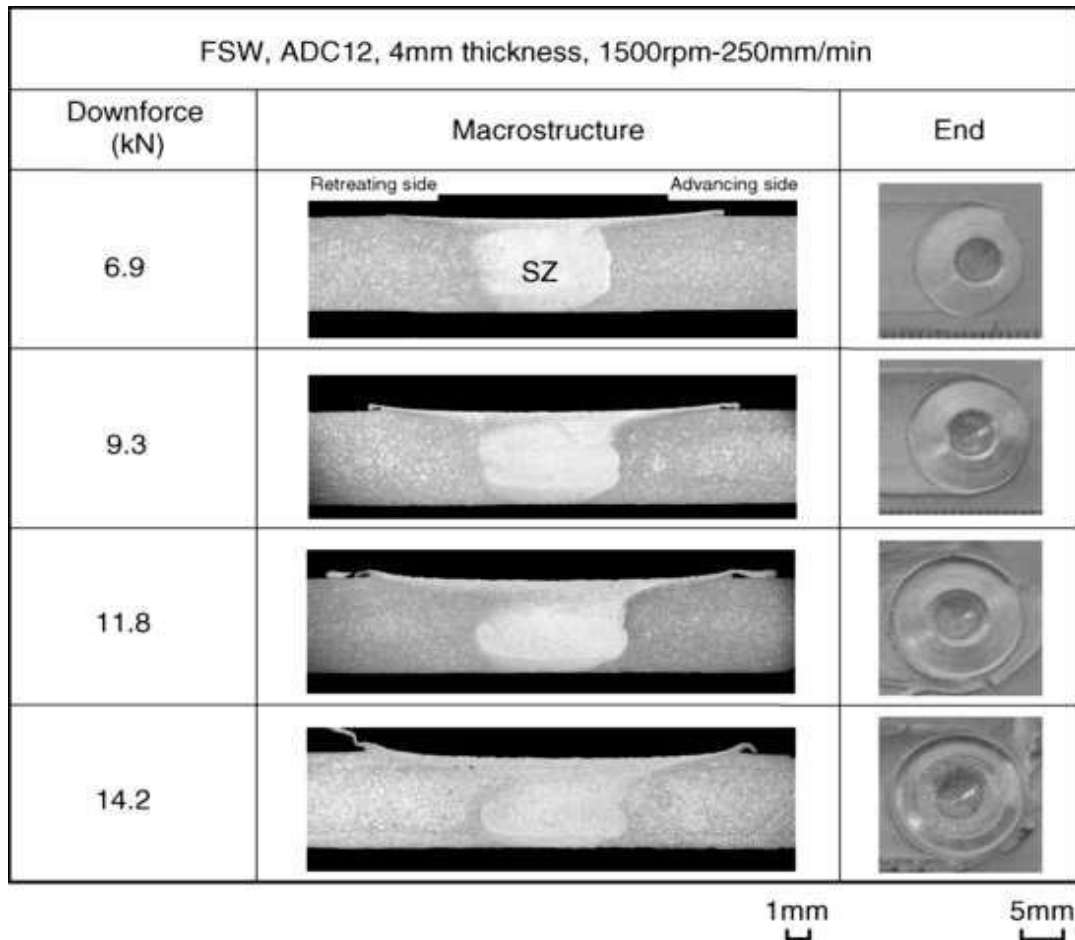 FSW, ADC12, 4mm thickness, 1500rpm-250mm/min
Downforce
(kN)
Macrostructure
End
Retreating side
Advancing side
6.9
SZ
9.3
11.8
14.2
1mm
5mm